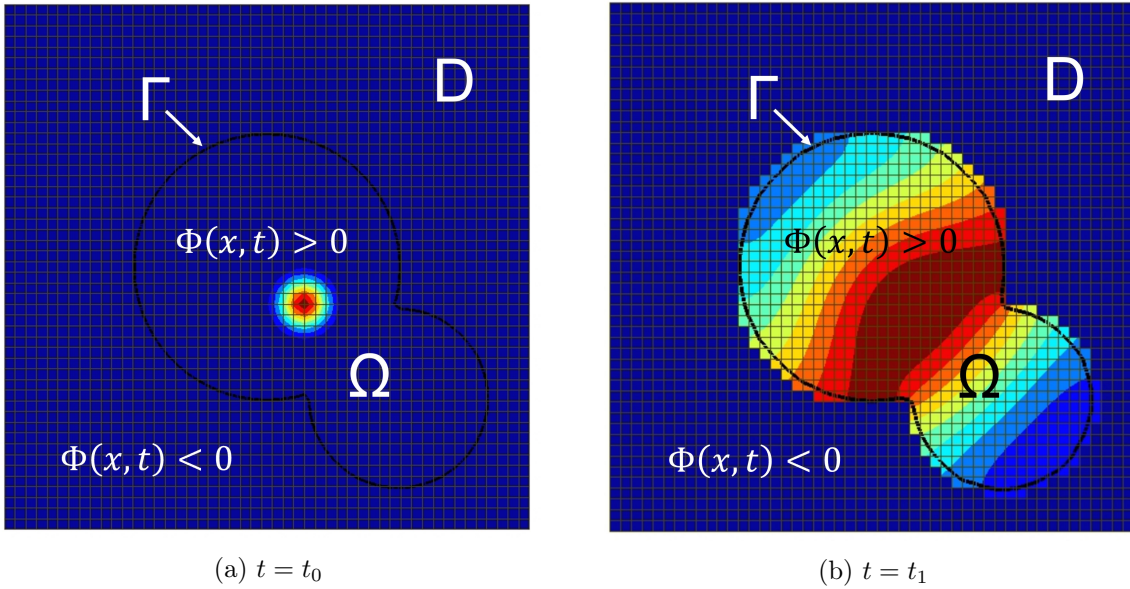 D
Γ
Φ(x, t) > 0
Ω
Φ(x, t) < 0
(a) t = t₀
D
Γ
Φ(x, t) > 0
Ω
Φ(x, t) < 0
(b) t = t₁